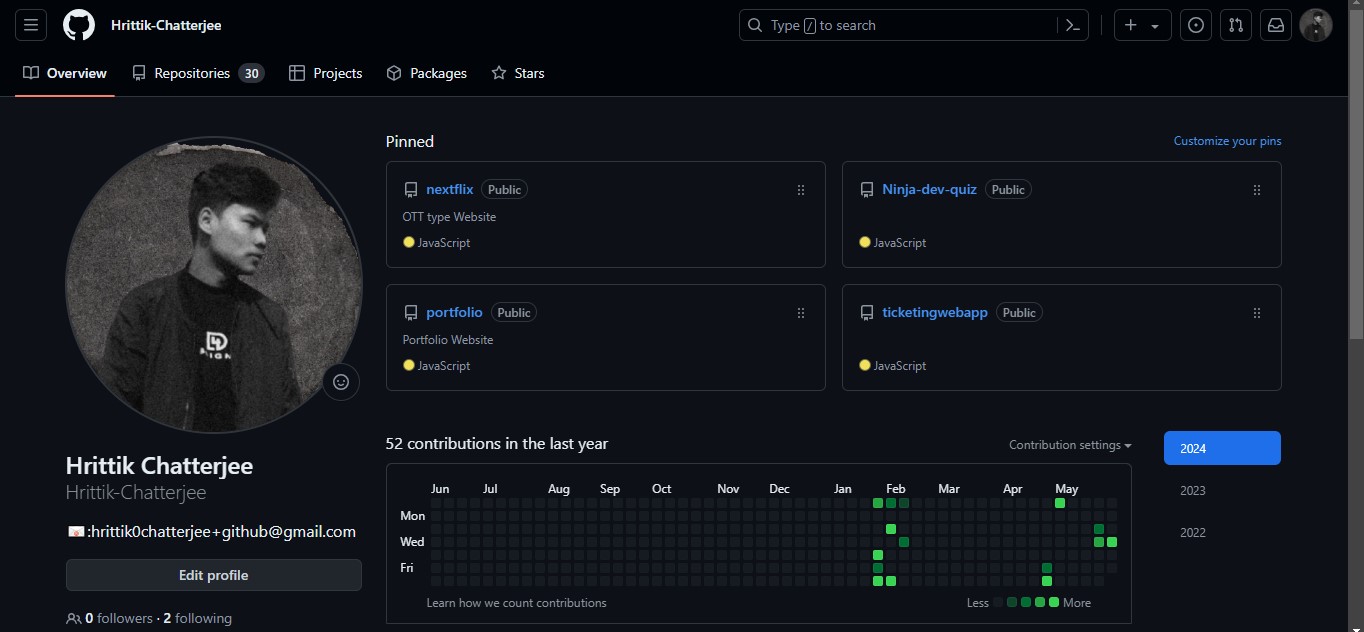 Hrittik-Chatterjee
Type / to search
Overview Repositories 30 Projects Packages Stars
Pinned
Customize your pins
nextflix Public
OTT type Website
JavaScript
Ninja-dev-quiz Public
JavaScript
portfolio Public
Portfolio Website
JavaScript
ticketingwebapp Public
JavaScript
Hrittik Chatterjee
Hrittik-Chatterjee
:hrittik0chatterjee+github@gmail.com
Edit profile
0 followers · 2 following
52 contributions in the last year
Contribution settings
2024
2023
2022
Jun Jul Aug Sep Oct Nov Dec Jan Feb Mar Apr May
Mon
Wed
Fri
Learn how we count contributions
Less More